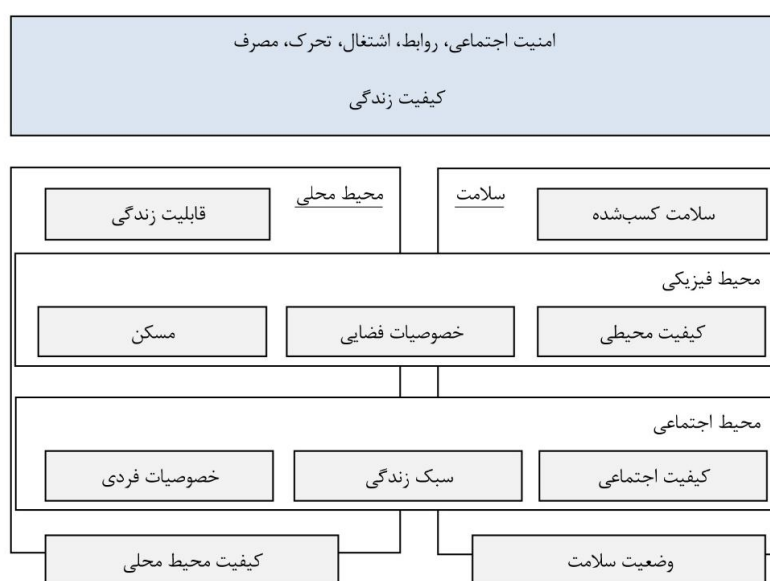 امنیت اجتماعی، روابط، اشتغال، تحرک، مصرف
کیفیت زندگی
سلامت
سلامت کسب‌شده
محیط محلی
قابلیت زندگی
محیط فیزیکی
کیفیت محیطی
خصوصیات فضایی
مسکن
محیط اجتماعی
کیفیت اجتماعی
سبک زندگی
خصوصیات فردی
وضعیت سلامت
کیفیت محیط محلی